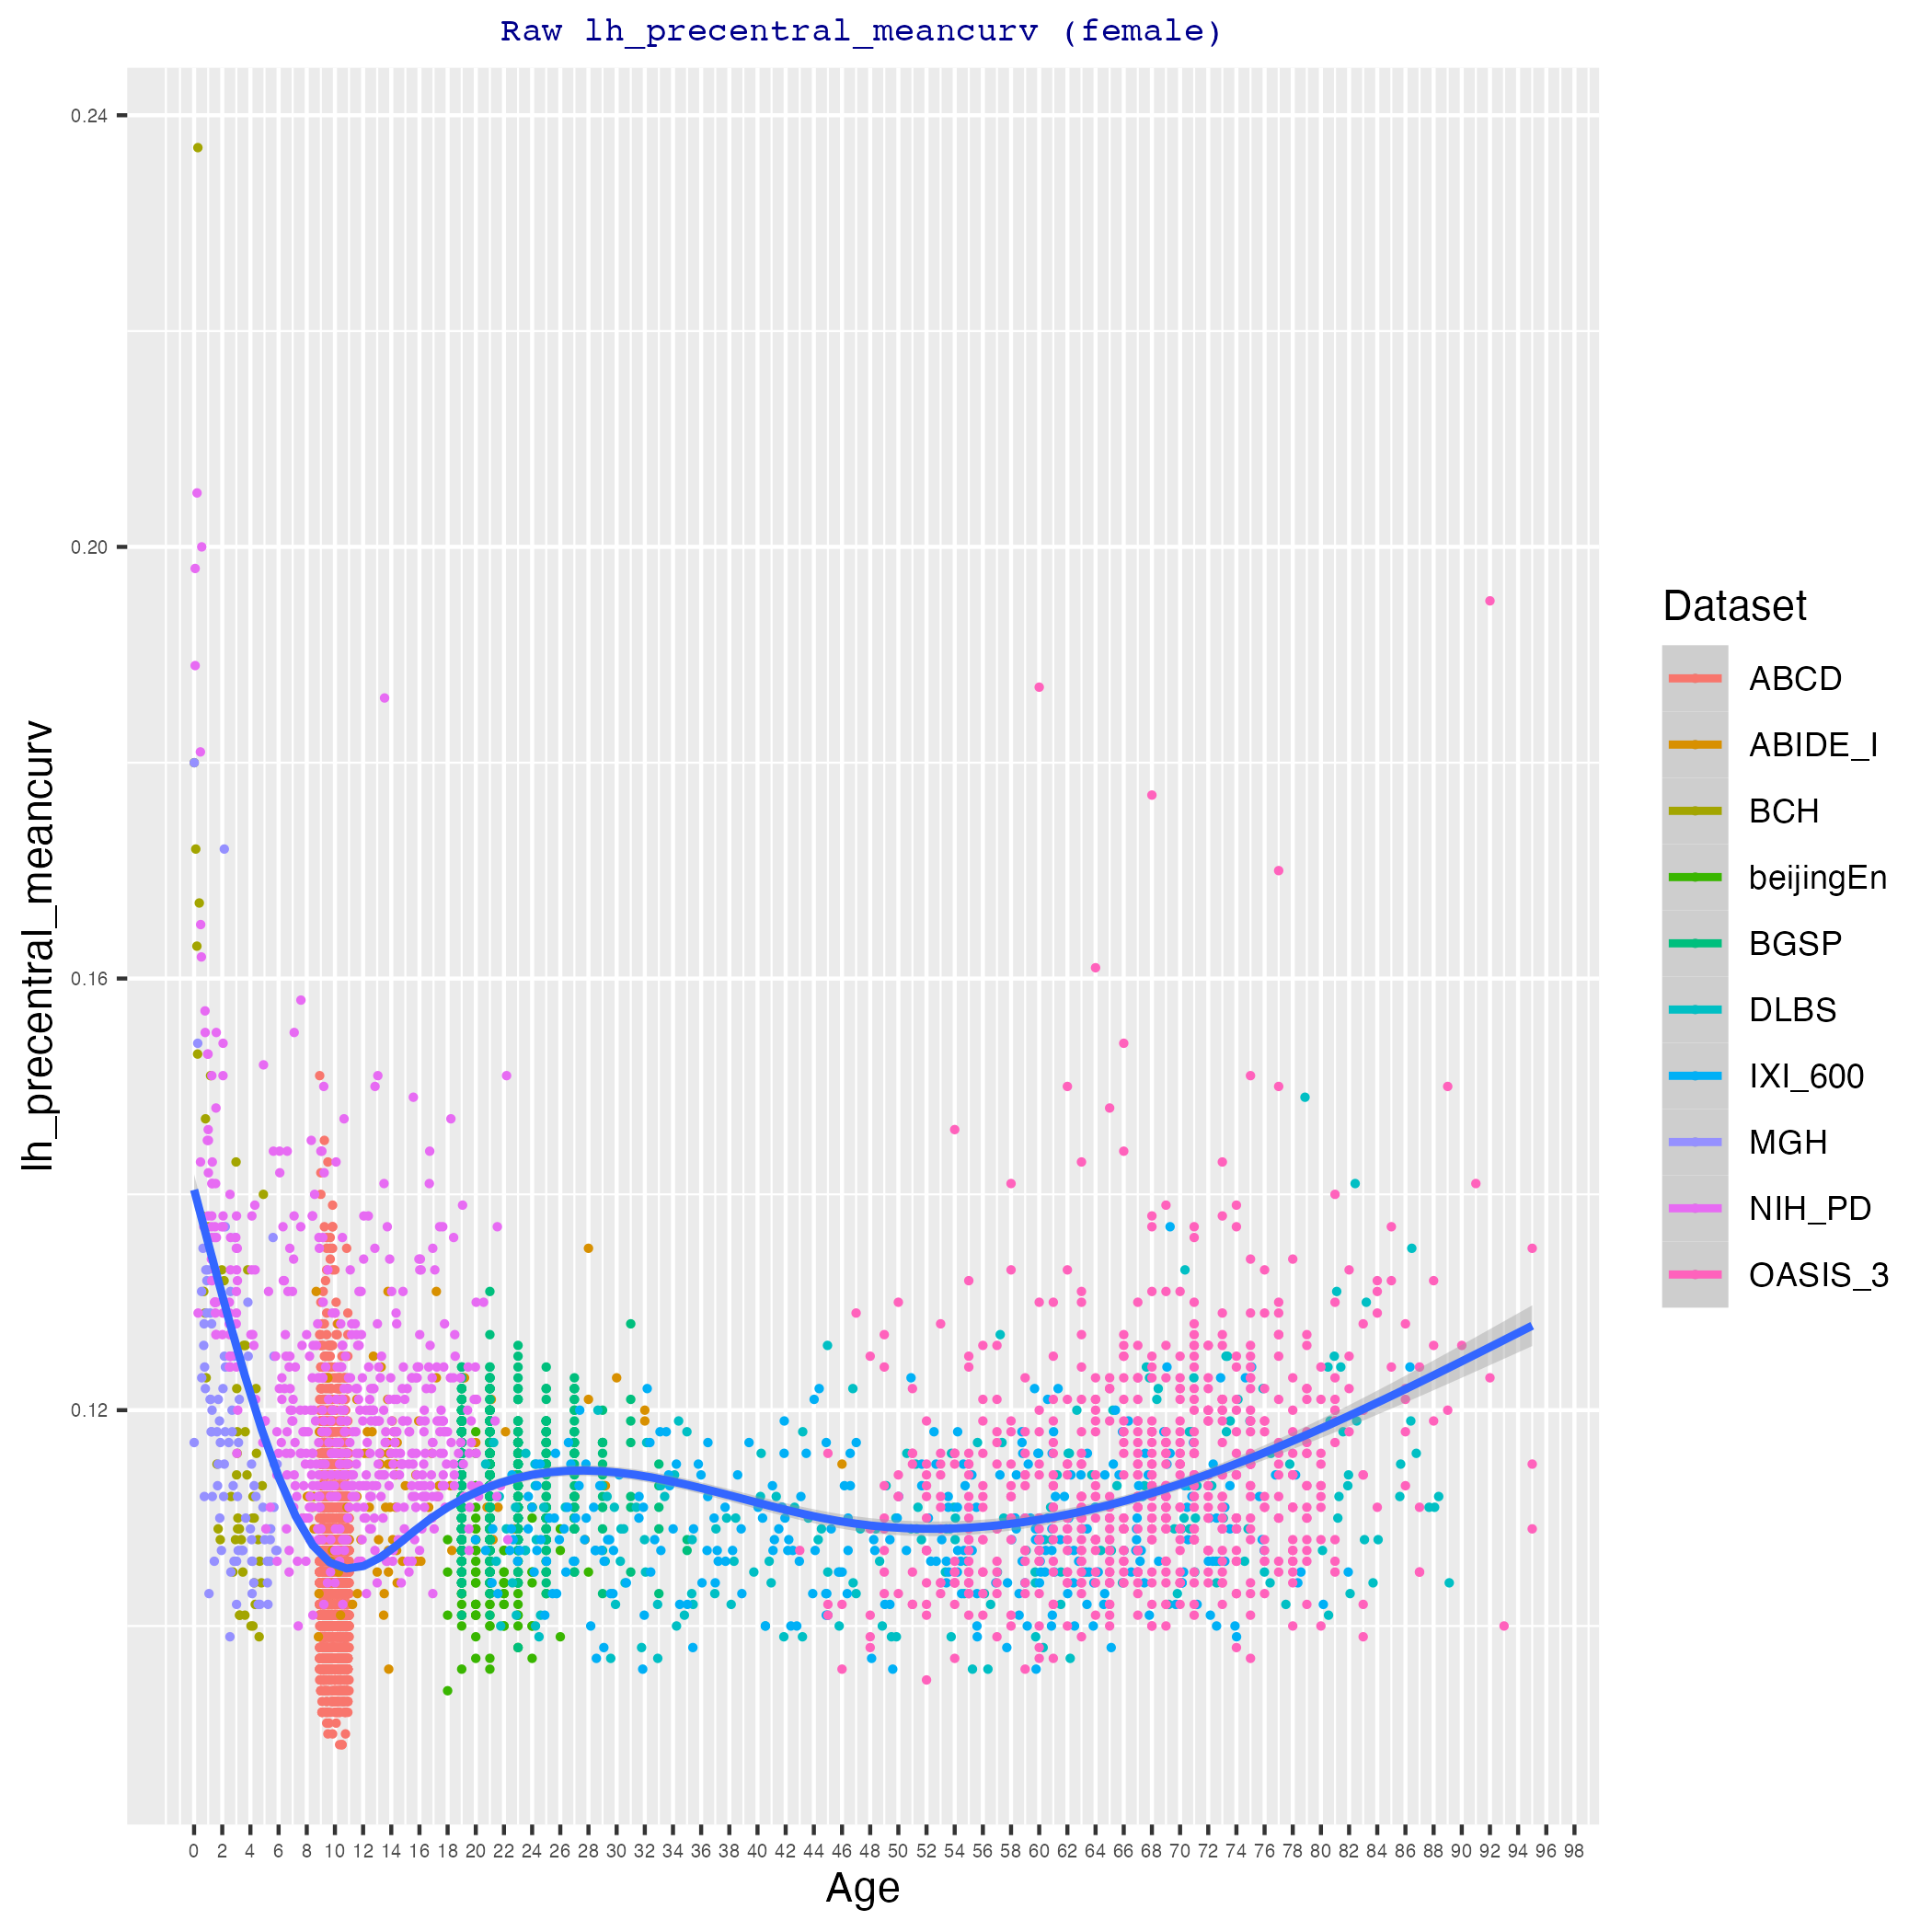 Raw lh_precentral_meancurv (female)
0.24
0.20
0.16
0.12
lh_precentral_meancurv
0 2 4 6 8 10 12 14 16 18 20 22 24 26 28 30 32 34 36 38 40 42 44 46 48 50 52 54 56 58 60 62 64 66 68 70 72 74 76 78 80 82 84 86 88 90 92 94 96 98
Age
Dataset
ABCD
ABIDE_I
BCH
beijingEn
BGSP
DLBS
IXI_600
MGH
NIH_PD
OASIS_3